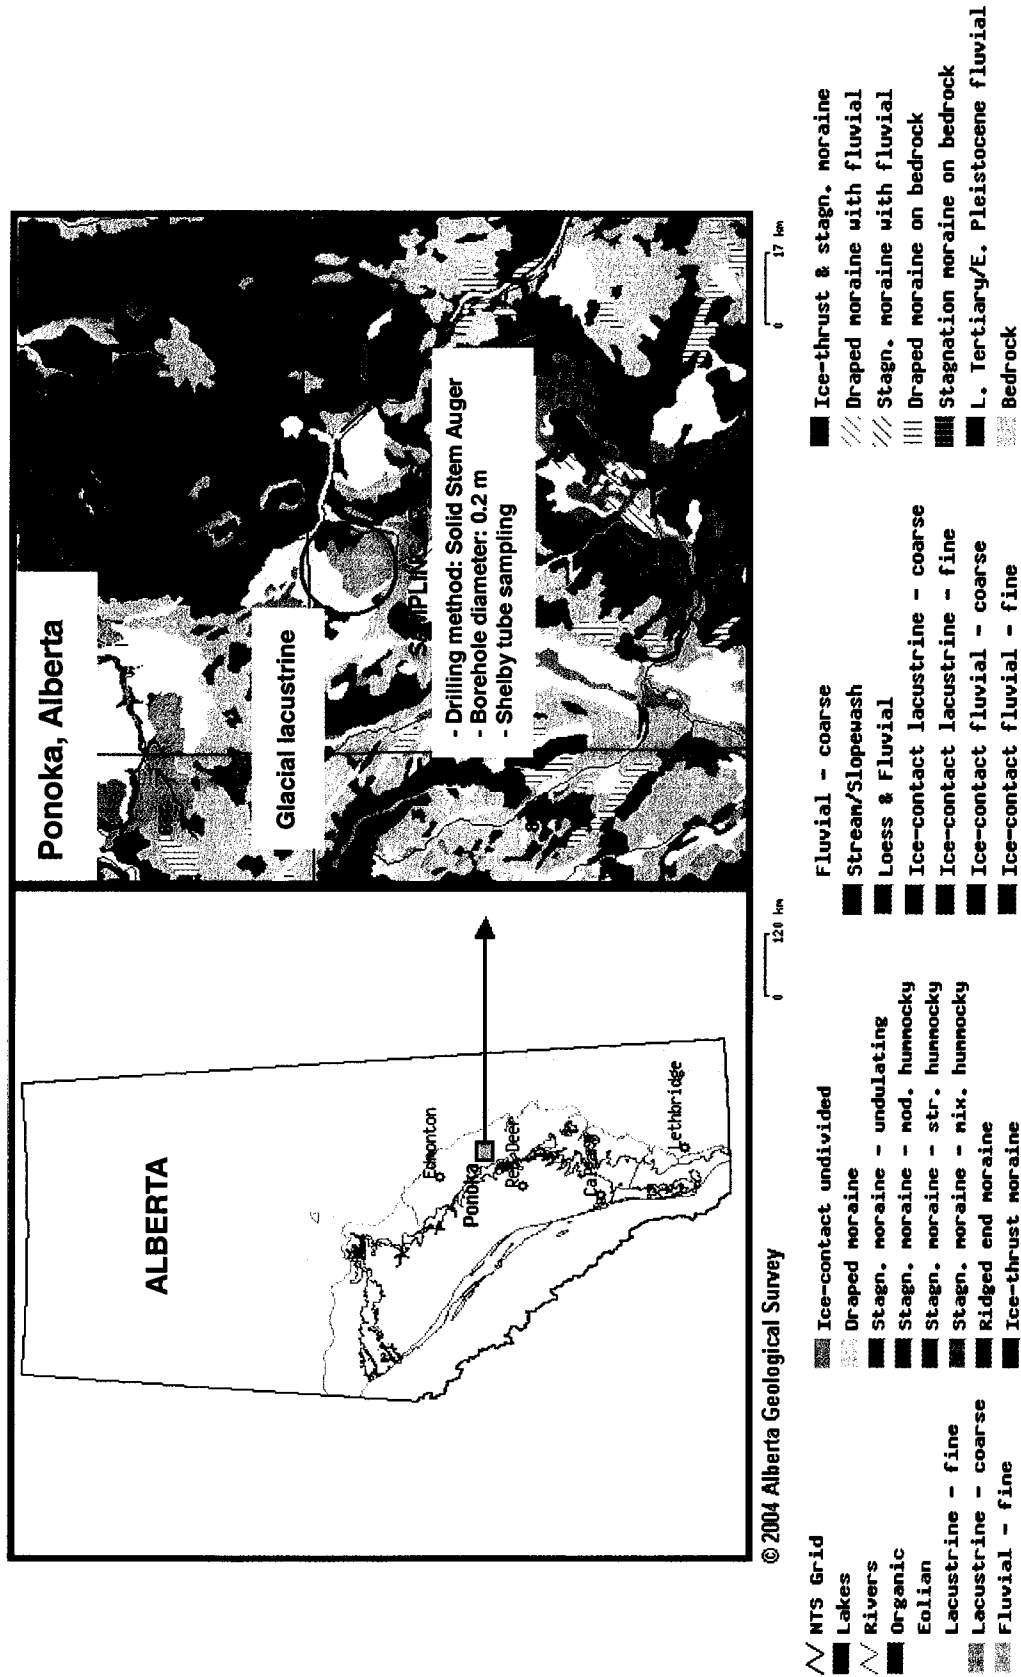 ALBERTA
Edmonton
Ponoka
Red Deer
Calgary
Lethbridge
0 120 km
Ponoka, Alberta
Glacial lacustrine
SAMPLING
- Drilling method: Solid Stem Auger
- Borehole diameter: 0.2 m
- Shelby tube sampling
0 17 km
© 2004 Alberta Geological Survey
NTS Grid
Lakes
Rivers
Organic
Eolian
Lacustrine - fine
Lacustrine - coarse
Fluvial - fine
Ice-contact undivided
Draped moraine
Stagn. moraine - undulating
Stagn. moraine - mod. hummocky
Stagn. moraine - str. hummocky
Stagn. moraine - mix. hummocky
Ridged end moraine
Ice-thrust moraine
Fluvial - coarse
Stream/Slopewash
Loess & Fluvial
Ice-contact lacustrine - coarse
Ice-contact lacustrine - fine
Ice-contact fluvial - coarse
Ice-contact fluvial - fine
Ice-thrust & stagn. moraine
Draped moraine with fluvial
Stagn. moraine with fluvial
Draped moraine on bedrock
Stagnation moraine on bedrock
L. Tertiary/E. Pleistocene fluvial
Bedrock